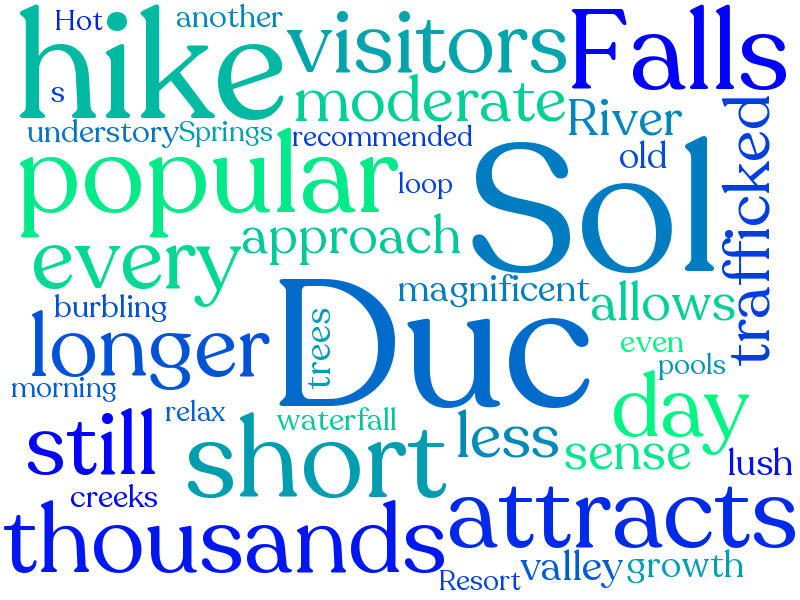 Hot another
hike visitors Falls
s moderate River
understory Springs recommended old trafficked
popular loop Sol
every approach
burbling magnificent allows
longer trees Duc even
morning pools
relax waterfall day
still short less sense lush
creeks
thousands attracts
Resort valley growth